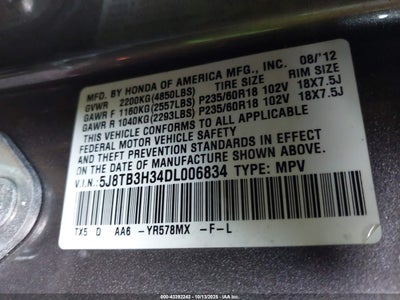 MFD. BY HONDA OF AMERICA MFG., INC. 08/'12
GVWR 2200KG(4850LBS) TIRE SIZE RIM SIZE
GAWR F 1160KG(2557LBS) P235/60R18 102V 18X7.5J
GAWR R 1040KG(2293LBS) P235/60R18 102V 18X7.5J
THIS VEHICLE CONFORMS TO ALL APPLICABLE
FEDERAL MOTOR VEHICLE SAFETY
AND THEFT PREVENTION STANDARDS IN EFFECT
ON THE DATE OF MANUFACTURE SHOWN ABOVE.
V.I.N: 5J8TB3H34DL006834 TYPE: MPV
TX5 D AA6 -YR578MX -F-L
600-43392243 - 10/13/2025 - IAA Inc.